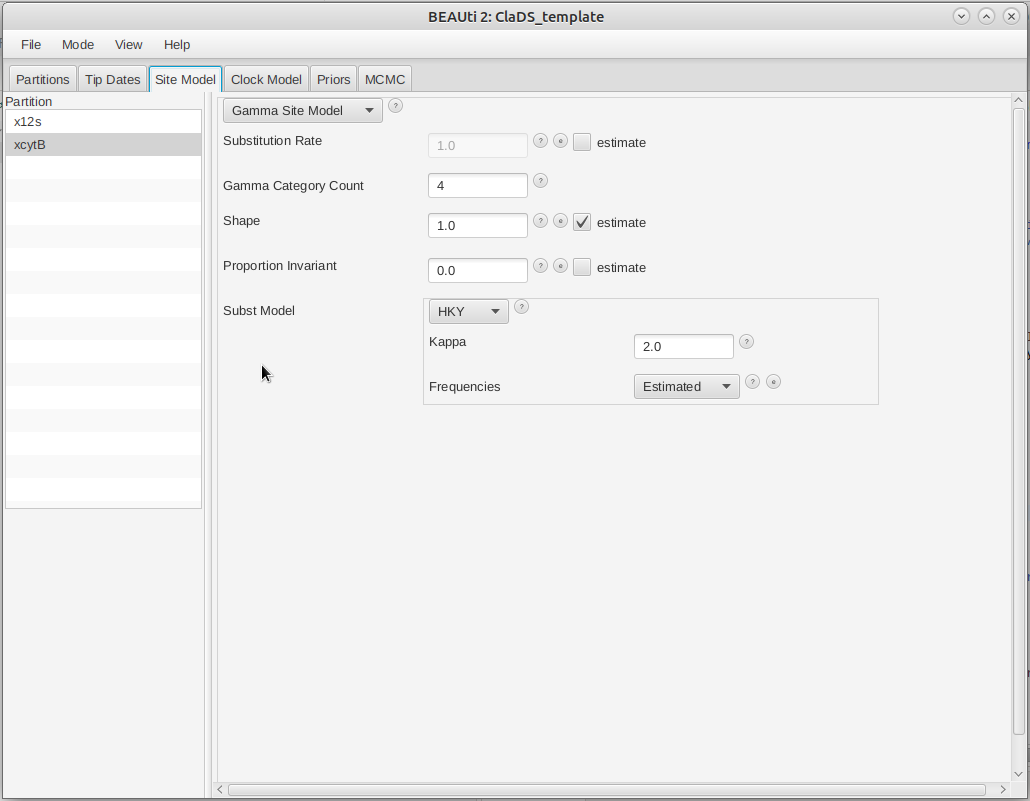 BEAUti 2: ClaDS_template
File Mode View Help
Partitions Tip Dates Site Model Clock Model Priors MCMC
Partition
x12s
xcytB
Gamma Site Model ?
Substitution Rate 1.0 ? e estimate
Gamma Category Count 4 ?
Shape 1.0 ? e estimate
Proportion Invariant 0.0 ? e estimate
Subst Model HKY ?
Kappa 2.0 ?
Frequencies Estimated ? e